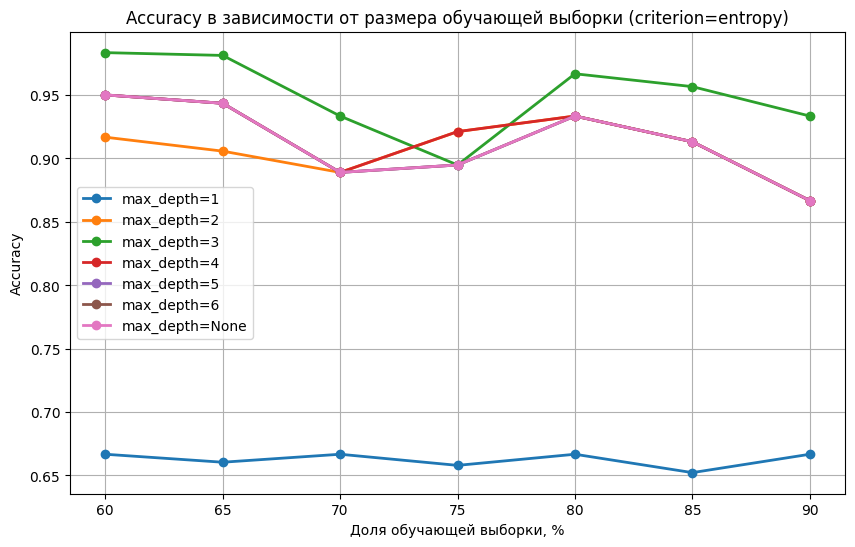 Accuracy в зависимости от размера обучающей выборки (criterion=entropy)
Accuracy
0.95
0.90
0.85
0.80
0.75
0.70
0.65
max_depth=1
max_depth=2
max_depth=3
max_depth=4
max_depth=5
max_depth=6
max_depth=None
60 65 70 75 80 85 90
Доля обучающей выборки, %